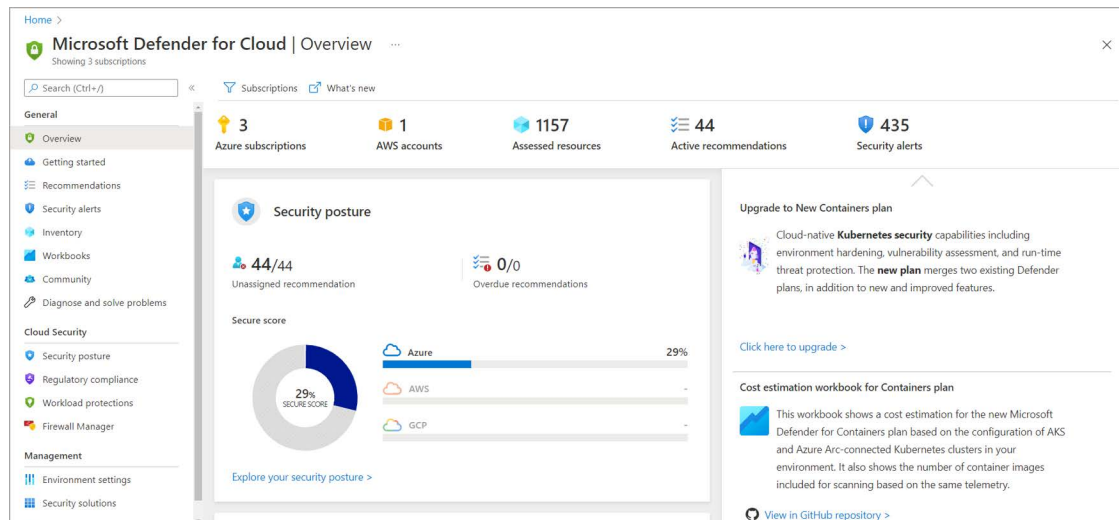 Home >
Microsoft Defender for Cloud | Overview ...
Showing 3 subscriptions
Search (Ctrl+/)
«
Subscriptions
What's new
General
Overview
Getting started
Recommendations
Security alerts
Inventory
Workbooks
Community
Diagnose and solve problems
Cloud Security
Security posture
Regulatory compliance
Workload protections
Firewall Manager
Management
Environment settings
Security solutions
3
Azure subscriptions
1
AWS accounts
1157
Assessed resources
44
Active recommendations
435
Security alerts
Security posture
44/44
Unassigned recommendation
0/0
Overdue recommendations
Secure score
29%
SECURE SCORE
Azure 29%
AWS -
GCP -
Explore your security posture >
Upgrade to New Containers plan
Cloud-native Kubernetes security capabilities including
environment hardening, vulnerability assessment, and run-time
threat protection. The new plan merges two existing Defender
plans, in addition to new and improved features.
Click here to upgrade >
Cost estimation workbook for Containers plan
This workbook shows a cost estimation for the new Microsoft
Defender for Containers plan based on the configuration of AKS
and Azure Arc-connected Kubernetes clusters in your
environment. It also shows the number of container images
included for scanning based on the same telemetry.
View in GitHub repository >